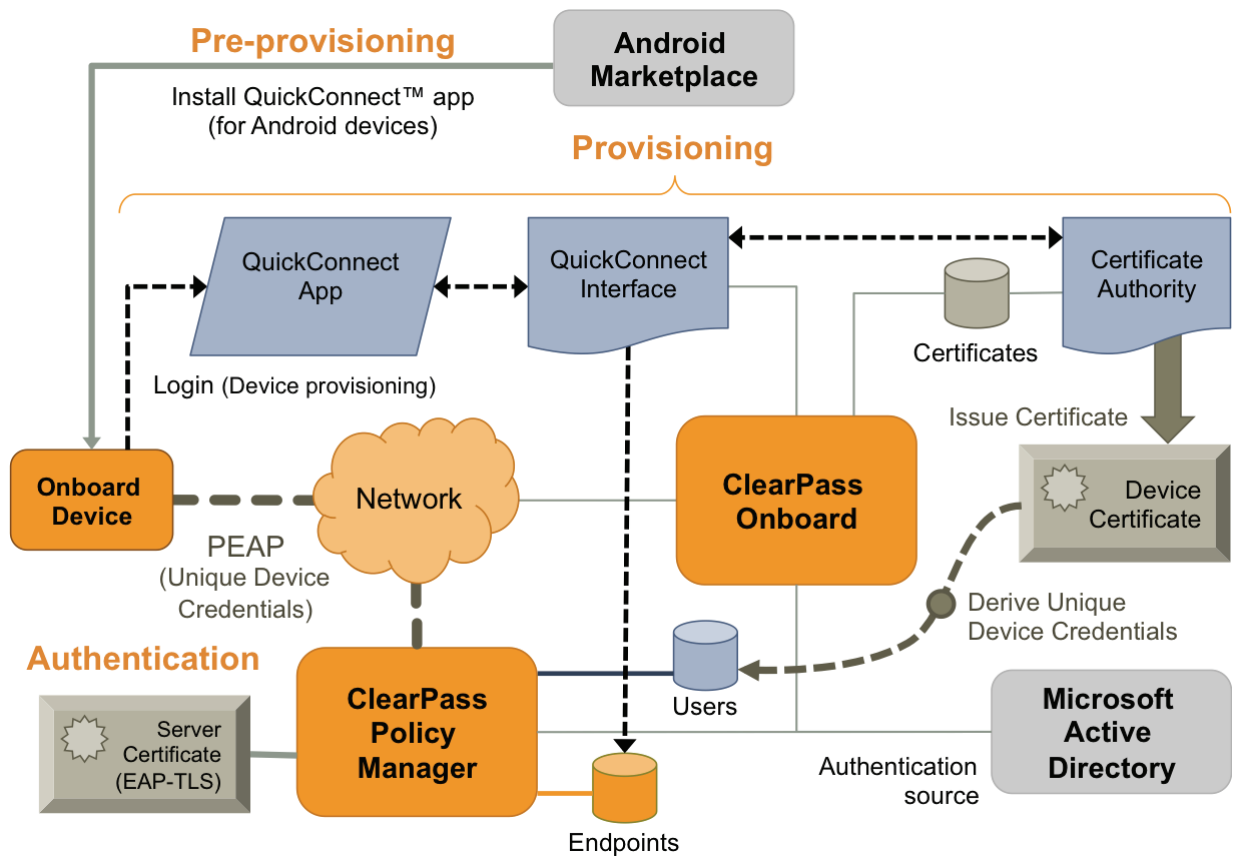 Pre-provisioning
Android
Marketplace
Install QuickConnect™ app
(for Android devices)
Provisioning
QuickConnect
App
QuickConnect
Interface
Certificate
Authority
Certificates
Login (Device provisioning)
Issue Certificate
Onboard
Device
Network
ClearPass
Onboard
Device
Certificate
PEAP
(Unique Device
Credentials)
Derive Unique
Device Credentials
Authentication
Server
Certificate
(EAP-TLS)
ClearPass
Policy
Manager
Users
Microsoft
Active
Directory
Authentication
source
Endpoints